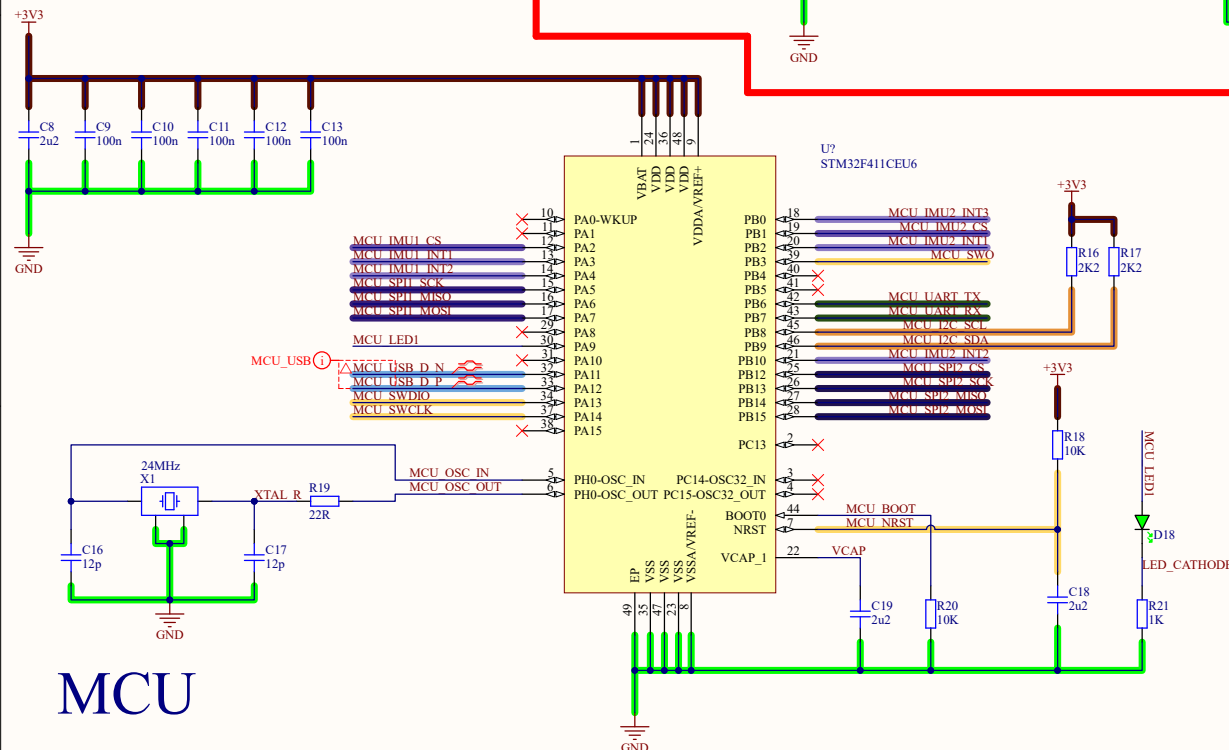 +3V3
GND
C8
2u2
C9
100n
C10
100n
C11
100n
C12
100n
C13
100n
GND
1
24
36
48
9
VBAT
VDD
VDD
VDD
VDDA/VREF+
U?
STM32F411CEU6
10 PA0-WKUP
11 PA1
MCU_IMU1_CS 12 PA2
MCU_IMU1_INT1 13 PA3
MCU_IMU1_INT2 14 PA4
MCU_SPI1_SCK 15 PA5
MCU_SPI1_MISO 16 PA6
MCU_SPI1_MOSI 17 PA7
29 PA8
MCU_LED1 30 PA9
31 PA10
MCU_USB i
MCU_USB_D_N 32 PA11
MCU_USB_D_P 33 PA12
MCU_SWDIO 34 PA13
MCU_SWCLK 37 PA14
38 PA15
MCU_OSC_IN 5 PH0-OSC_IN
MCU_OSC_OUT 6 PH0-OSC_OUT
PB0 18 MCU_IMU2_INT3
PB1 19 MCU_IMU2_CS
PB2 20 MCU_IMU2_INT1
PB3 39 MCU_SWO
PB4 40
PB5 41
PB6 42 MCU_UART_TX
PB7 43 MCU_UART_RX
PB8 45 MCU_I2C_SCL
PB9 46 MCU_I2C_SDA
PB10 21 MCU_IMU2_INT2
PB12 25 MCU_SPI2_CS
PB13 26 MCU_SPI2_SCK
PB14 27 MCU_SPI2_MISO
PB15 28 MCU_SPI2_MOSI
PC13 2
PC14-OSC32_IN 3
PC15-OSC32_OUT 4
BOOT0 44 MCU_BOOT
NRST 7 MCU_NRST
VCAP_1 22 VCAP
EP
VSS
VSS
VSS
VSSA/VREF-
49
35
47
23
8
+3V3
R16
2K2
R17
2K2
+3V3
R18
10K
MCU_LED1
D18
LED_CATHODE
24MHz
X1
XTAL_R
R19
22R
C16
12p
C17
12p
GND
C19
2u2
R20
10K
C18
2u2
R21
1K
MCU
GND